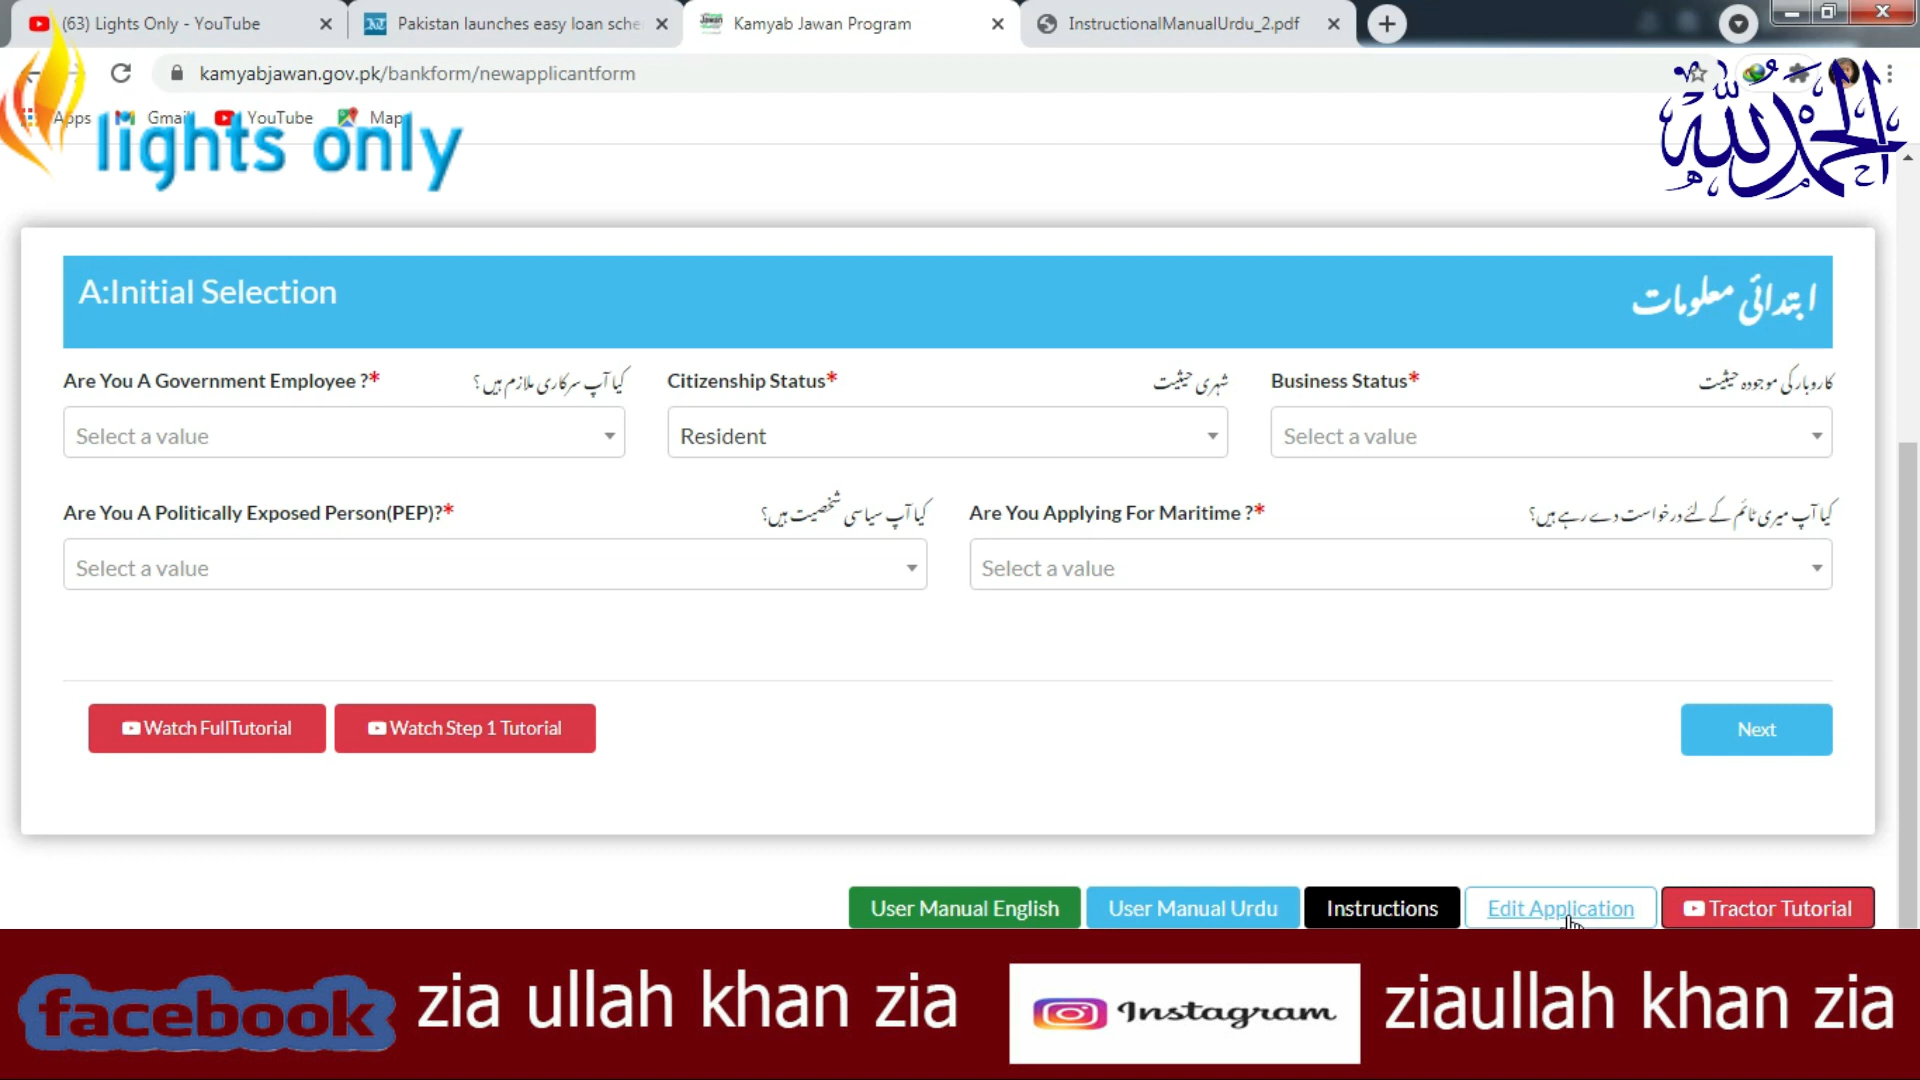 (63) Lights Only - YouTube
Pakistan launches easy loan sche
Kamyab Jawan Program
InstructionalManualUrdu_2.pdf
kamyabjawan.gov.pk/bankform/newapplicantform
Apps
Gmail
YouTube
Map
lights only
الحمدللہ
A:Initial Selection
ابتدائی معلومات
Are You A Government Employee ?*
کیا آپ سرکاری ملازم ہیں ؟
Citizenship Status*
شہری حیثیت
Business Status*
کاروبار کی موجودہ حیثیت
Select a value
Resident
Select a value
Are You A Politically Exposed Person(PEP)?*
کیا آپ سیاسی شخصیت ہیں؟
Are You Applying For Maritime ?*
کیا آپ میری ٹائم کے لئے درخواست دے رہے ہیں؟
Select a value
Select a value
Watch FullTutorial
Watch Step 1 Tutorial
Next
User Manual English
User Manual Urdu
Instructions
Edit Application
Tractor Tutorial
facebook
zia ullah khan zia
Instagram
ziaullah khan zia